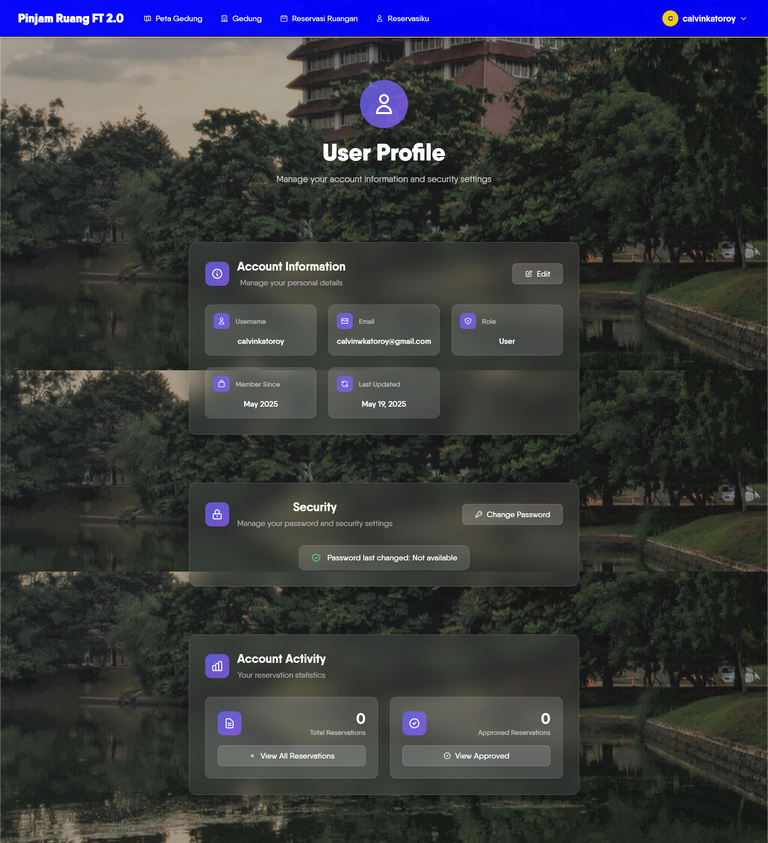 Pinjam Ruang FT 2.0
Peta Gedung
Gedung
Reservasi Ruangan
Reservasiku
C
calvinkatoroy
User Profile
Manage your account information and security settings
Account Information
Manage your personal details
Edit
Username
calvinkatoroy
Email
calvinwkatoroy@gmail.com
Role
User
Member Since
May 2025
Last Updated
May 19, 2025
Security
Manage your password and security settings
Change Password
Password last changed: Not available
Account Activity
Your reservation statistics
0
Total Reservations
View All Reservations
0
Approved Reservations
View Approved